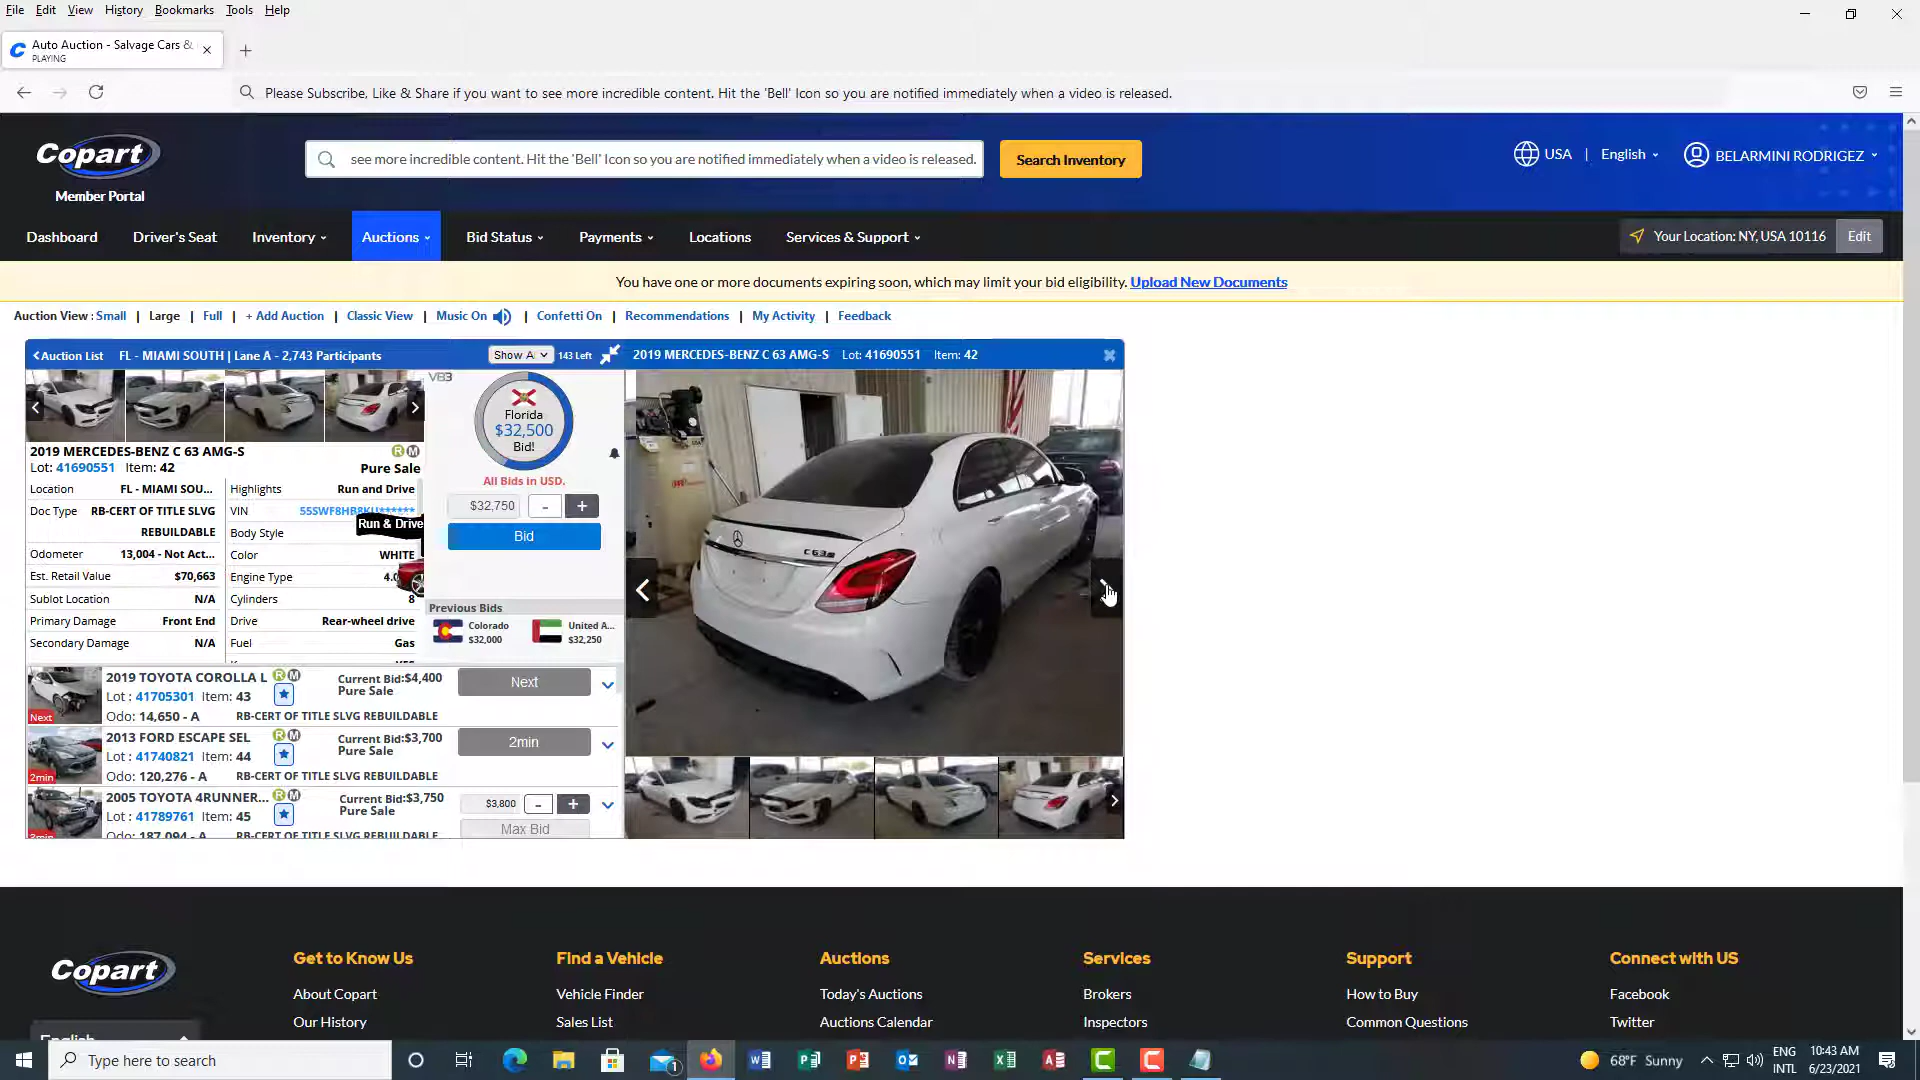 File Edit View History Bookmarks Tools Help
Auto Auction - Salvage Cars &
PLAYING
Please Subscribe, Like & Share if you want to see more incredible content. Hit the 'Bell' Icon so you are notified immediately when a video is released.
Copart
Member Portal
see more incredible content. Hit the 'Bell' Icon so you are notified immediately when a video is released.
Search Inventory
USA | English
BELARMINI RODRIGEZ
Dashboard Driver's Seat Inventory Auctions Bid Status Payments Locations Services & Support
Your Location: NY, USA 10116 Edit
You have one or more documents expiring soon, which may limit your bid eligibility. Upload New Documents
Auction View : Small | Large | Full | + Add Auction | Classic View | Music On | Confetti On | Recommendations | My Activity | Feedback
Auction List FL - MIAMI SOUTH | Lane A - 2,743 Participants
Show A 143 Left
2019 MERCEDES-BENZ C 63 AMG-S Lot: 41690551 Item: 42
VB3
Florida
$32,500
Bid!
All Bids in USD.
$32,750 - +
Bid
Previous Bids
Colorado
$32,000
United A...
$32,250
2019 MERCEDES-BENZ C 63 AMG-S R M
Lot: 41690551 Item: 42 Pure Sale
Location FL - MIAMI SOU...
Doc Type RB-CERT OF TITLE SLVG
REBUILDABLE
Odometer 13,004 - Not Act...
Est. Retail Value $70,663
Sublot Location N/A
Primary Damage Front End
Secondary Damage N/A
Highlights Run and Drive
VIN 55SWF8HB8KU******
Run & Drive
Body Style
Color WHITE
Engine Type 4.0
Cylinders 8
Drive Rear-wheel drive
Fuel Gas
C63s
2019 TOYOTA COROLLA L R M
Lot : 41705301 Item: 43
Odo: 14,650 - A RB-CERT OF TITLE SLVG REBUILDABLE
Current Bid:$4,400
Pure Sale
Next
Next
2013 FORD ESCAPE SEL R M
Lot : 41740821 Item: 44
Odo: 120,276 - A RB-CERT OF TITLE SLVG REBUILDABLE
Current Bid:$3,700
Pure Sale
2min
2min
2005 TOYOTA 4RUNNER... R M
Lot : 41789761 Item: 45
Odo: 187,094 - A RB-CERT OF TITLE SLVG REBUILDABLE
Current Bid:$3,750
Pure Sale
$3,800 - +
Max Bid
Copart
English
Get to Know Us
About Copart
Our History
Find a Vehicle
Vehicle Finder
Sales List
Auctions
Today's Auctions
Auctions Calendar
Services
Brokers
Inspectors
Support
How to Buy
Common Questions
Connect with US
Facebook
Twitter
Type here to search
68°F Sunny
ENG
INTL
10:43 AM
6/23/2021